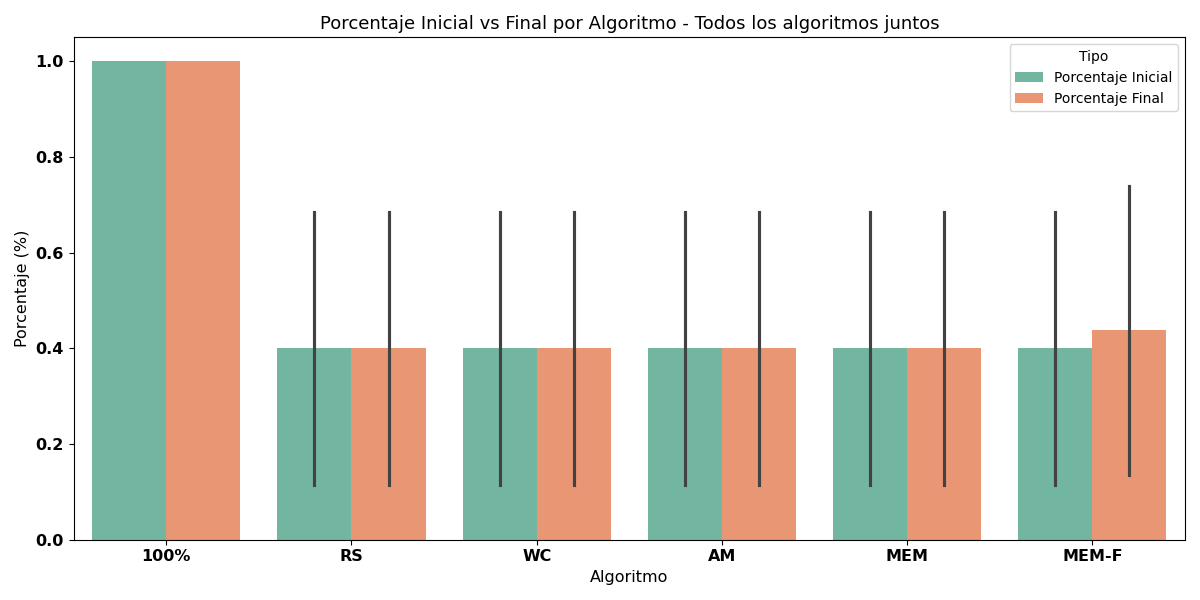 Porcentaje Inicial vs Final por Algoritmo - Todos los algoritmos juntos
Tipo
Porcentaje Inicial
Porcentaje Final
Porcentaje (%)
1.0
0.8
0.6
0.4
0.2
0.0
100% RS WC AM MEM MEM-F
Algoritmo